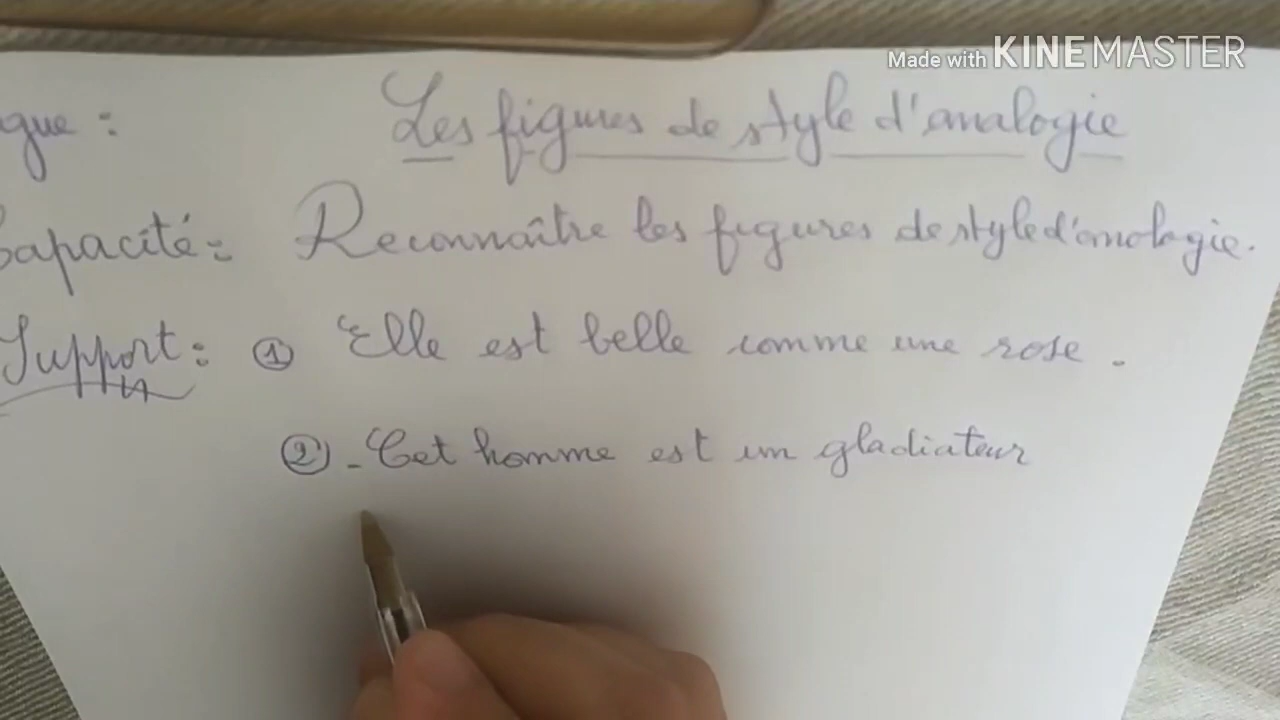 Made with KINEMASTER
gue : Les figures de style d'analogie
Capacité : Reconnaître les figures de style d'analogie.
Support : ① Elle est belle comme une rose .
② - Cet homme est un gladiateur